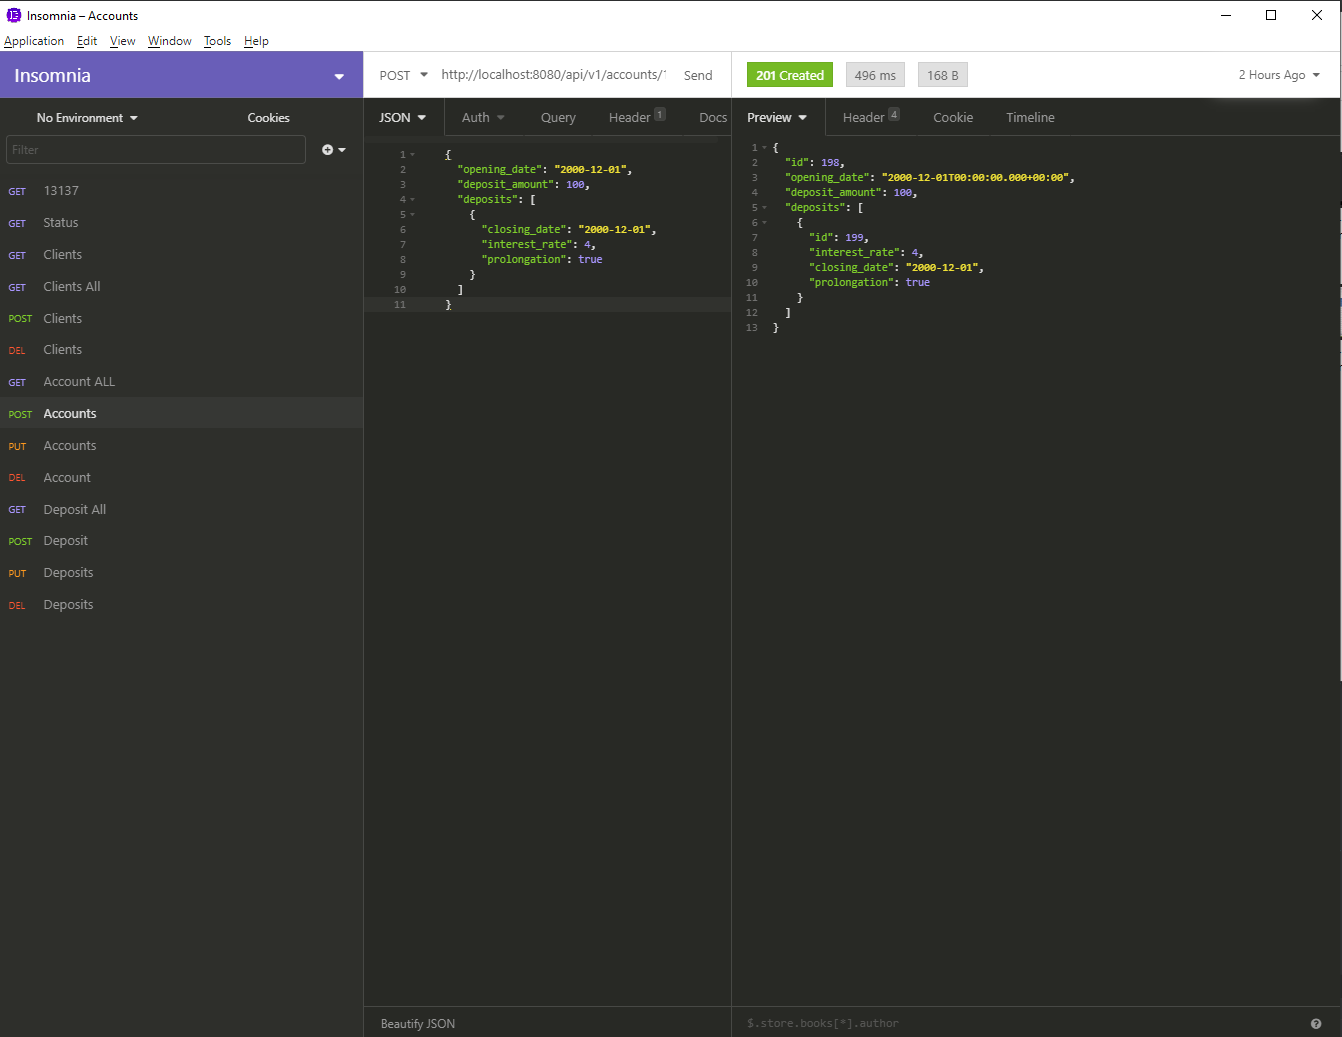 Insomnia – Accounts
Application Edit View Window Tools Help
Insomnia
No Environment Cookies
Filter
GET 13137
GET Status
GET Clients
GET Clients All
POST Clients
DEL Clients
GET Account ALL
POST Accounts
PUT Accounts
DEL Account
GET Deposit All
POST Deposit
PUT Deposits
DEL Deposits
POST http://localhost:8080/api/v1/accounts/ Send
JSON Auth Query Header 1 Docs
1 {
2 "opening_date": "2000-12-01",
3 "deposit_amount": 100,
4 "deposits": [
5 {
6 "closing_date": "2000-12-01",
7 "interest_rate": 4,
8 "prolongation": true
9 }
10 ]
11 }
Beautify JSON
201 Created 496 ms 168 B 2 Hours Ago
Preview Header 4 Cookie Timeline
1 {
2 "id": 198,
3 "opening_date": "2000-12-01T00:00:00.000+00:00",
4 "deposit_amount": 100,
5 "deposits": [
6 {
7 "id": 199,
8 "interest_rate": 4,
9 "closing_date": "2000-12-01",
10 "prolongation": true
11 }
12 ]
13 }
$.store.books[*].author